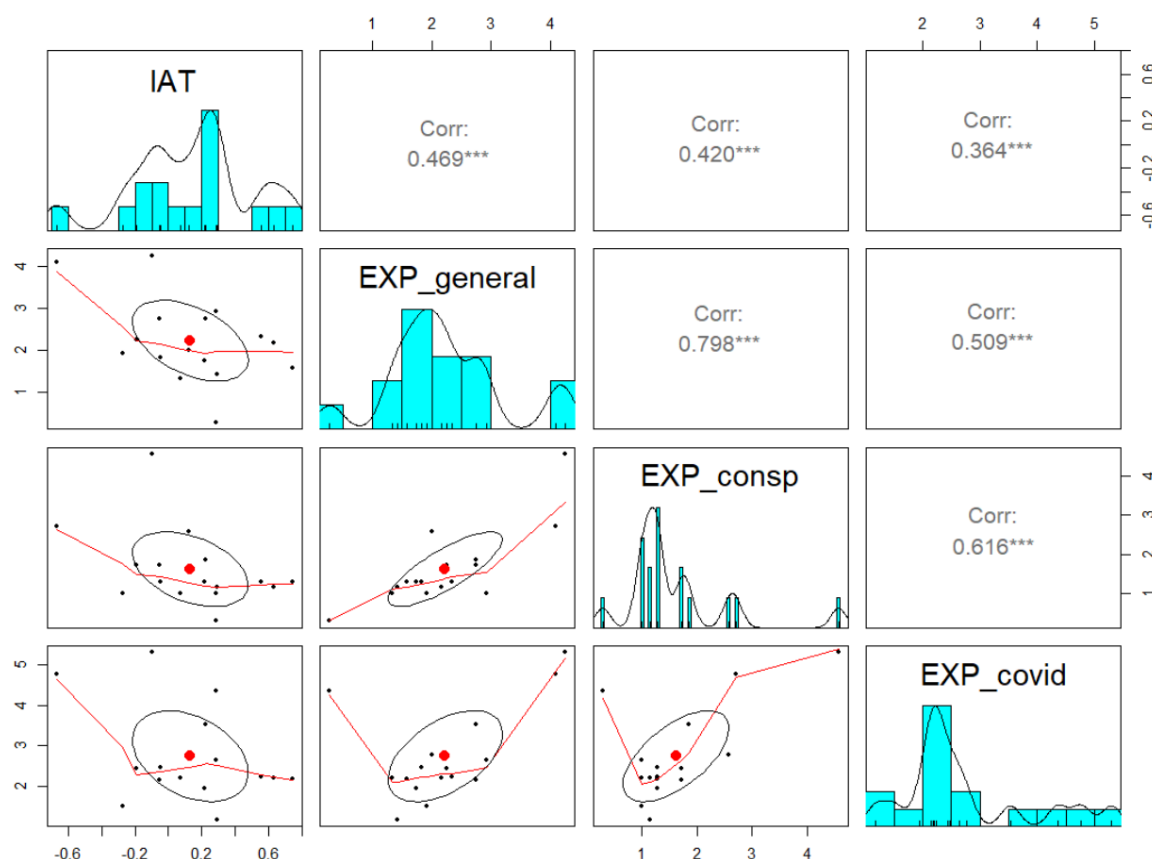 1 2 3 4
2 3 4 5
IAT
Corr:
0.469***
Corr:
0.420***
Corr:
0.364***
-0.6 -0.2 0.2 0.6
1 2 3 4
EXP_general
Corr:
0.798***
Corr:
0.509***
EXP_consp
Corr:
0.616***
1 2 3 4
2 3 4 5
EXP_covid
-0.6 -0.2 0.2 0.6
1 2 3 4